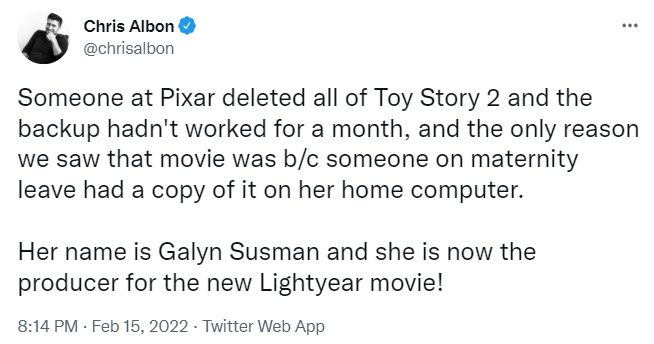 Chris Albon
@chrisalbon
Someone at Pixar deleted all of Toy Story 2 and the
backup hadn't worked for a month, and the only reason
we saw that movie was b/c someone on maternity
leave had a copy of it on her home computer.
Her name is Galyn Susman and she is now the
producer for the new Lightyear movie!
8:14 PM · Feb 15, 2022 · Twitter Web App